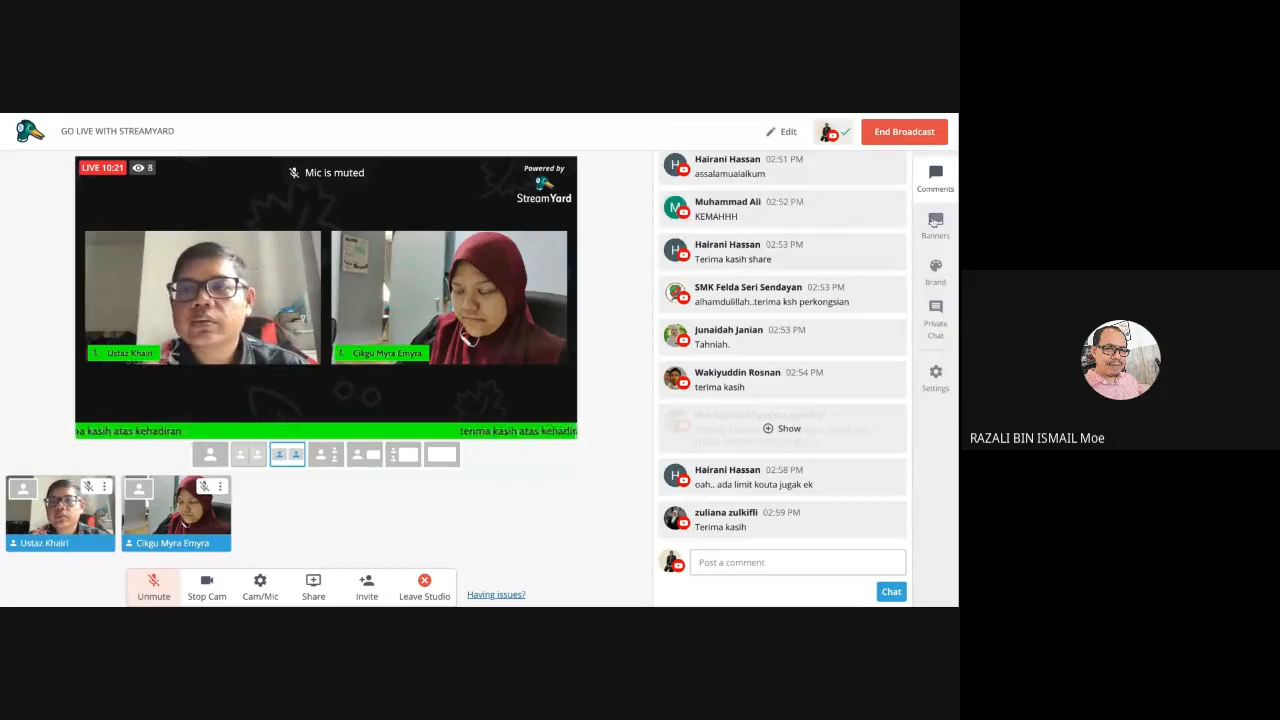 GO LIVE WITH STREAMYARD
Edit
End Broadcast
LIVE 10:21
8
Mic is muted
Powered by
StreamYard
Ustaz Khairi
Cikgu Myra Emyra
kasih atas kehadiran
terima kasih atas
Ustaz Khairi
Cikgu Myra Emyra
Unmute
Stop Cam
Cam/Mic
Share
Invite
Leave Studio
Having issues?
Hairani Hassan 02:51 PM
assalamualaikum
Muhammad Ali 02:52 PM
KEMAHHH
Hairani Hassan 02:53 PM
Terima kasih share
SMK Felda Seri Sendayan 02:53 PM
alhamdulillah..terima ksh perkongsian
Junaidah Janian 02:53 PM
Tahniah.
Wakiyuddin Rosnan 02:54 PM
terima kasih
Show
Hairani Hassan 02:58 PM
oah.. ada limit kouta jugak ek
zuliana zulkifli 02:59 PM
Terima kasih
Post a comment
Chat
Comments
Banners
Brand
Private
Chat
Settings
RAZALI BIN ISMAIL Moe